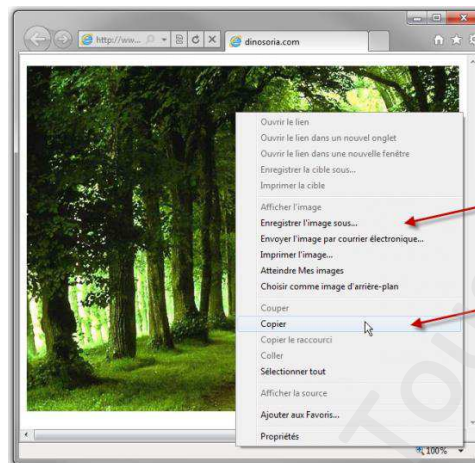 http://ww...
dinosoria.com
Ouvrir le lien
Ouvrir le lien dans un nouvel onglet
Ouvrir le lien dans une nouvelle fenêtre
Enregistrer la cible sous...
Imprimer la cible
Afficher l'image
Enregistrer l'image sous...
Envoyer l'image par courrier électronique...
Imprimer l'image...
Atteindre Mes images
Choisir comme image d'arrière-plan
Couper
Copier
Copier le raccourci
Coller
Sélectionner tout
Afficher la source
Ajouter aux Favoris...
Propriétés
100%